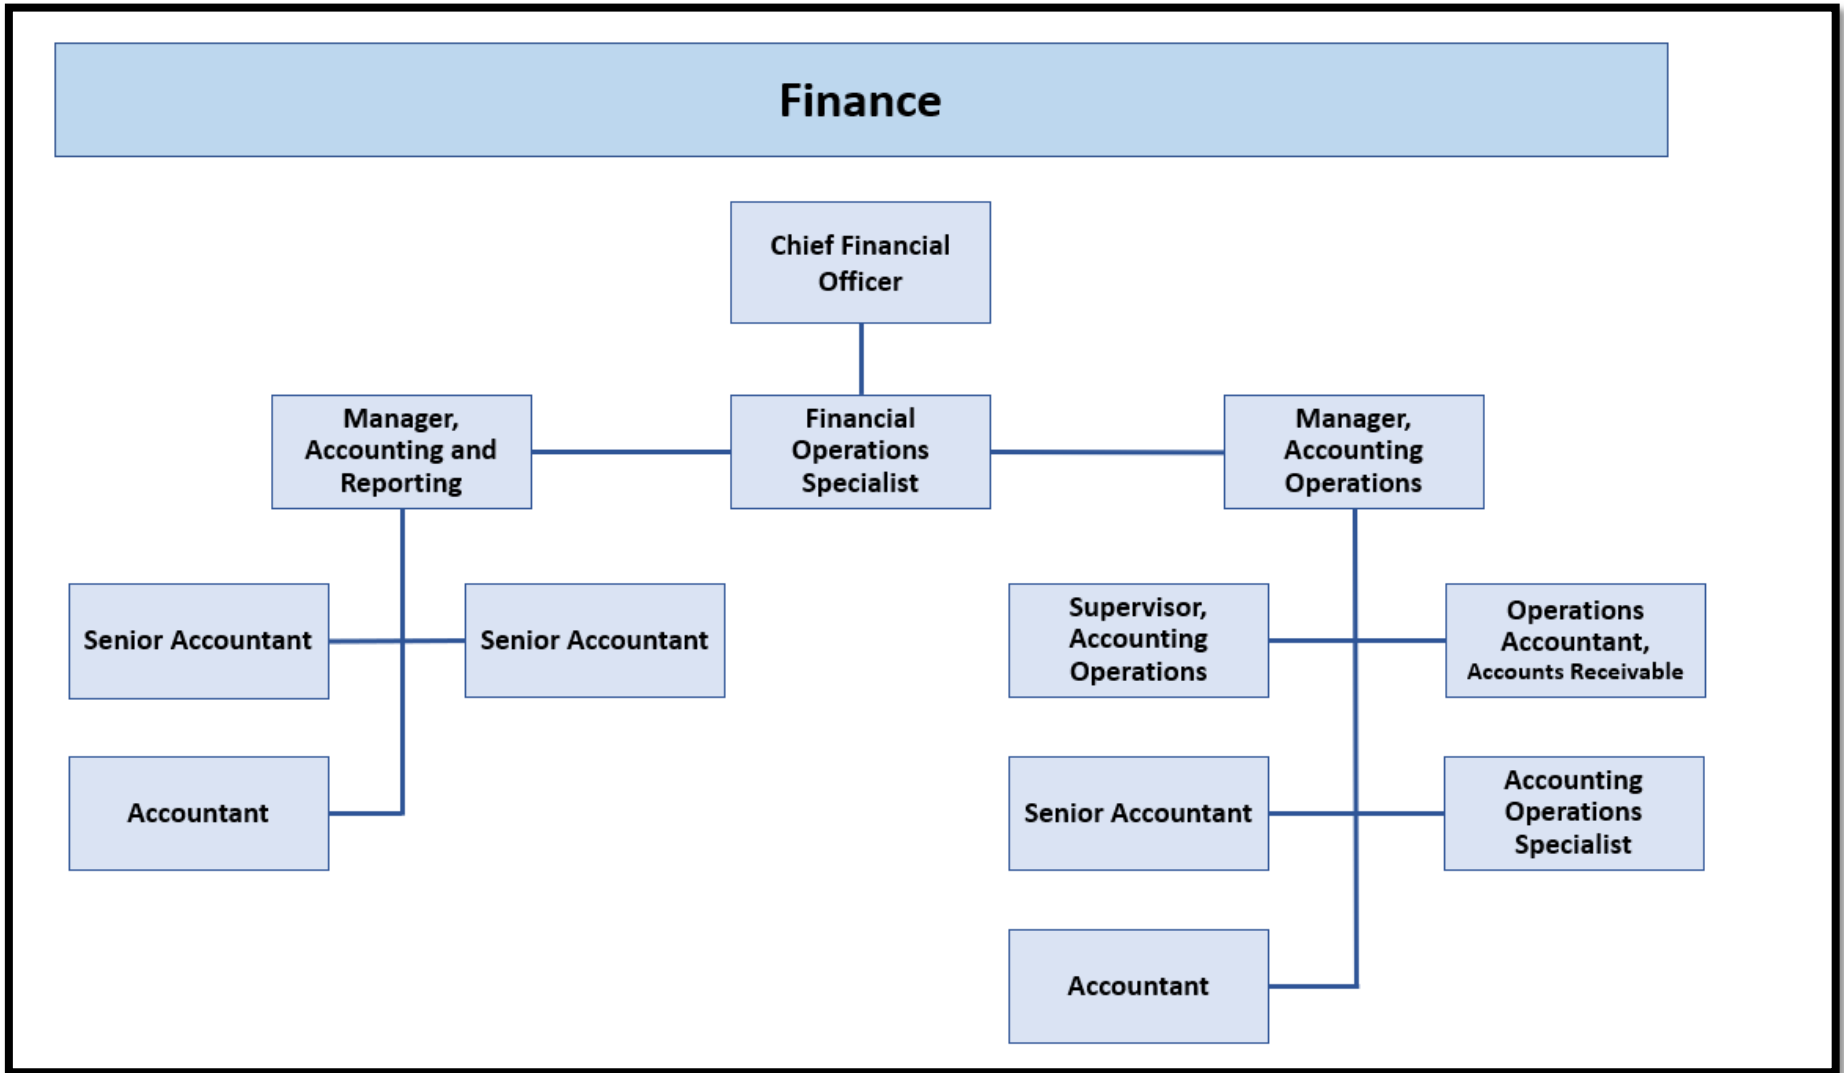 Finance
Chief Financial
Officer
Manager,
Accounting and
Reporting
Financial
Operations
Specialist
Manager,
Accounting
Operations
Senior Accountant
Senior Accountant
Supervisor,
Accounting
Operations
Operations
Accountant,
Accounts Receivable
Accountant
Senior Accountant
Accounting
Operations
Specialist
Accountant